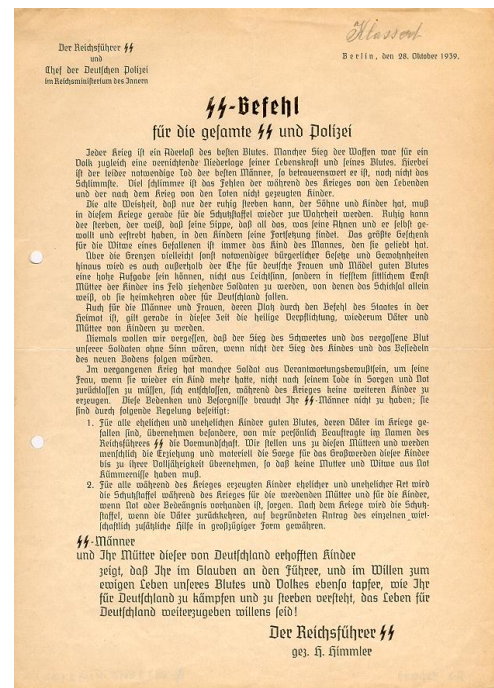 Klassert
Der Reichsführer SS
und
Chef der Deutschen Polizei
im Reichsministerium des Innern
Berlin, den 28. Oktober 1939.
SS-Befehl
für die gesamte SS und Polizei
Jeder Krieg ist ein Aderlaß des besten Blutes. Mancher Sieg der Waffen war für ein
Volk zugleich eine vernichtende Niederlage seiner Lebenskraft und seines Blutes. Hierbei
ist der leider notwendige Tod der besten Männer, so betrauernswert er ist, noch nicht das
Schlimmste. Viel schlimmer ist das Fehlen der während des Krieges von den Lebenden
und der nach dem Krieg von den Toten nicht gezeugten Kinder.
Die alte Weisheit, daß nur der ruhig sterben kann, der Söhne und Kinder hat, muß
in diesem Kriege gerade für die Schutzstaffel wieder zur Wahrheit werden. Ruhig kann
der sterben, der weiß, daß seine Sippe, daß all das, was seine Ahnen und er selbst ge-
wollt und erstrebt haben, in den Kindern seine Fortsetzung findet. Das größte Geschenk
für die Witwe eines Gefallenen ist immer das Kind des Mannes, den sie geliebt hat.
Über die Grenzen vielleicht sonst notwendiger bürgerlicher Gesetze und Gewohnheiten
hinaus wird es auch außerhalb der Ehe für deutsche Frauen und Mädel guten Blutes
eine hohe Aufgabe sein können, nicht aus Leichtsinn, sondern in tiefstem sittlichem Ernst
Mütter der Kinder ins Feld ziehender Soldaten zu werden, von denen das Schicksal allein
weiß, ob sie heimkehren oder für Deutschland fallen.
Auch für die Männer und Frauen, deren Platz durch den Befehl des Staates in der
Heimat ist, gilt gerade in dieser Zeit die heilige Verpflichtung, wiederum Väter und
Mütter von Kindern zu werden.
Niemals wollen wir vergessen, daß der Sieg des Schwertes und das vergossene Blut
unserer Soldaten ohne Sinn wären, wenn nicht der Sieg des Kindes und das Besiedeln
des neuen Bodens folgen würden.
Im vergangenen Krieg hat mancher Soldat aus Verantwortungsbewußtsein, um seine
Frau, wenn sie wieder ein Kind mehr hatte, nicht nach seinem Tode in Sorgen und Not
zurücklassen zu müssen, sich entschlossen, während des Krieges keine weiteren Kinder zu
erzeugen. Diese Bedenken und Besorgnisse braucht Ihr SS-Männer nicht zu haben; sie
sind durch folgende Regelung beseitigt:
1. Für alle ehelichen und unehelichen Kinder guten Blutes, deren Väter im Kriege ge-
fallen sind, übernehmen besondere, von mir persönlich Beauftragte im Namen des
Reichsführers SS die Vormundschaft. Wir stellen uns zu diesen Müttern und werden
menschlich die Erziehung und materiell die Sorge für das Großwerden dieser Kinder
bis zu ihrer Volljährigkeit übernehmen, so daß keine Mutter und Witwe aus Not
Kümmernisse haben muß.
2. Für alle während des Krieges erzeugten Kinder ehelicher und unehelicher Art wird
die Schutzstaffel während des Krieges für die werdenden Mütter und für die Kinder,
wenn Not oder Bedrängnis vorhanden ist, sorgen. Nach dem Kriege wird die Schutz-
staffel, wenn die Väter zurückkehren, auf begründeten Antrag des einzelnen wirt-
schaftlich zusätzliche Hilfe in großzügiger Form gewähren.
SS-Männer
und Ihr Mütter dieser von Deutschland erhofften Kinder
zeigt, daß Ihr im Glauben an den Führer, und im Willen zum
ewigen Leben unseres Blutes und Volkes ebenso tapfer, wie Ihr
für Deutschland zu kämpfen und zu sterben versteht, das Leben für
Deutschland weiterzugeben willens seid!
Der Reichsführer SS
gez. H. Himmler